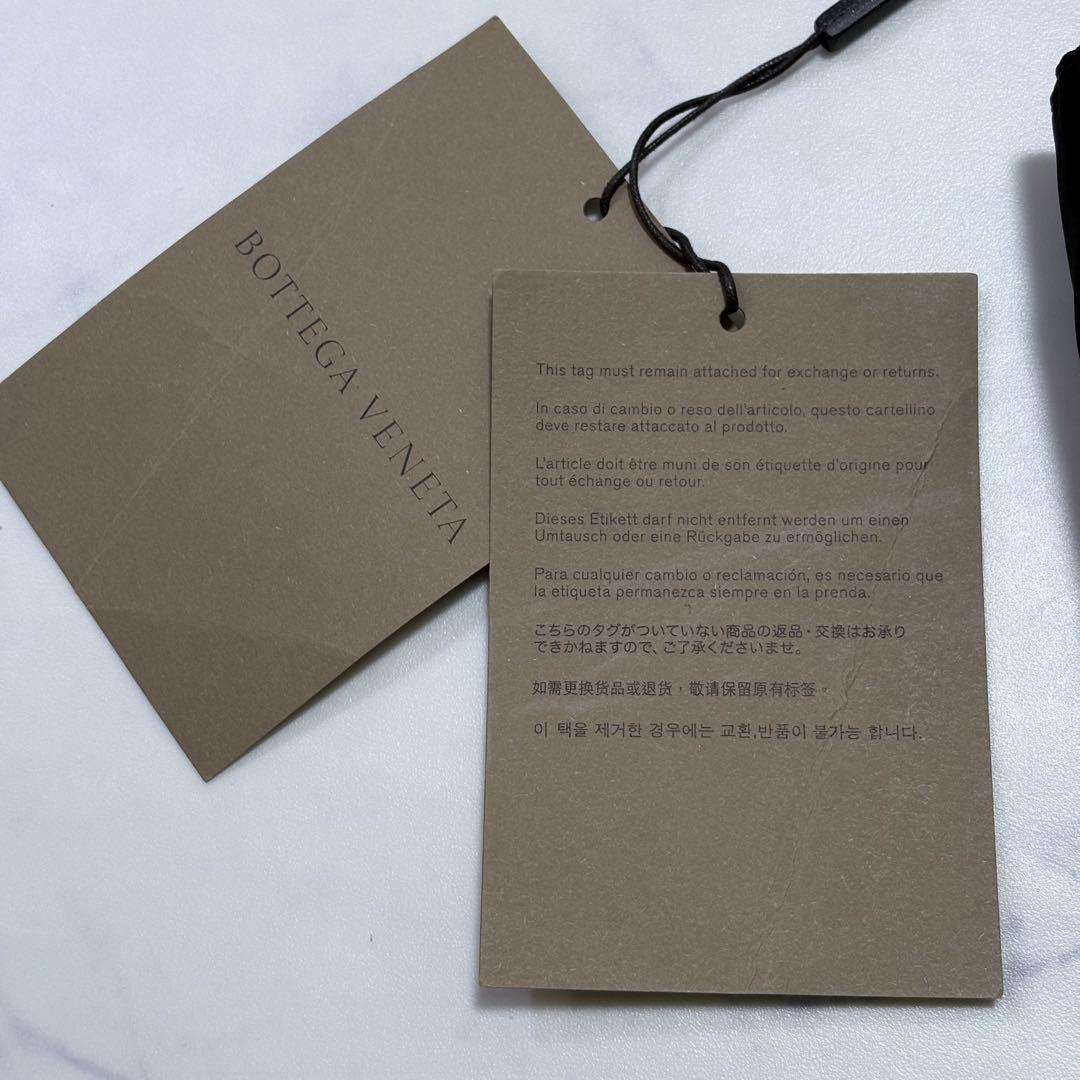 BOTTEGA VENETA
This tag must remain attached for exchange or returns.
In caso di cambio o reso dell'articolo, questo cartellino
deve restare attaccato al prodotto.
L'article doit être muni de son étiquette d'origine pour
tout échange ou retour.
Dieses Etikett darf nicht entfernt werden um einen
Umtausch oder eine Rückgabe zu ermöglichen.
Para cualquier cambio o reclamación, es necesario que
la etiqueta permanezca siempre en la prenda.
こちらのタグがついていない商品の返品・交換はお承り
できかねますので、ご了承くださいませ。
如需更换货品或退货，敬请保留原有标签。
이 택을 제거한 경우에는 교환,반품이 불가능 합니다.